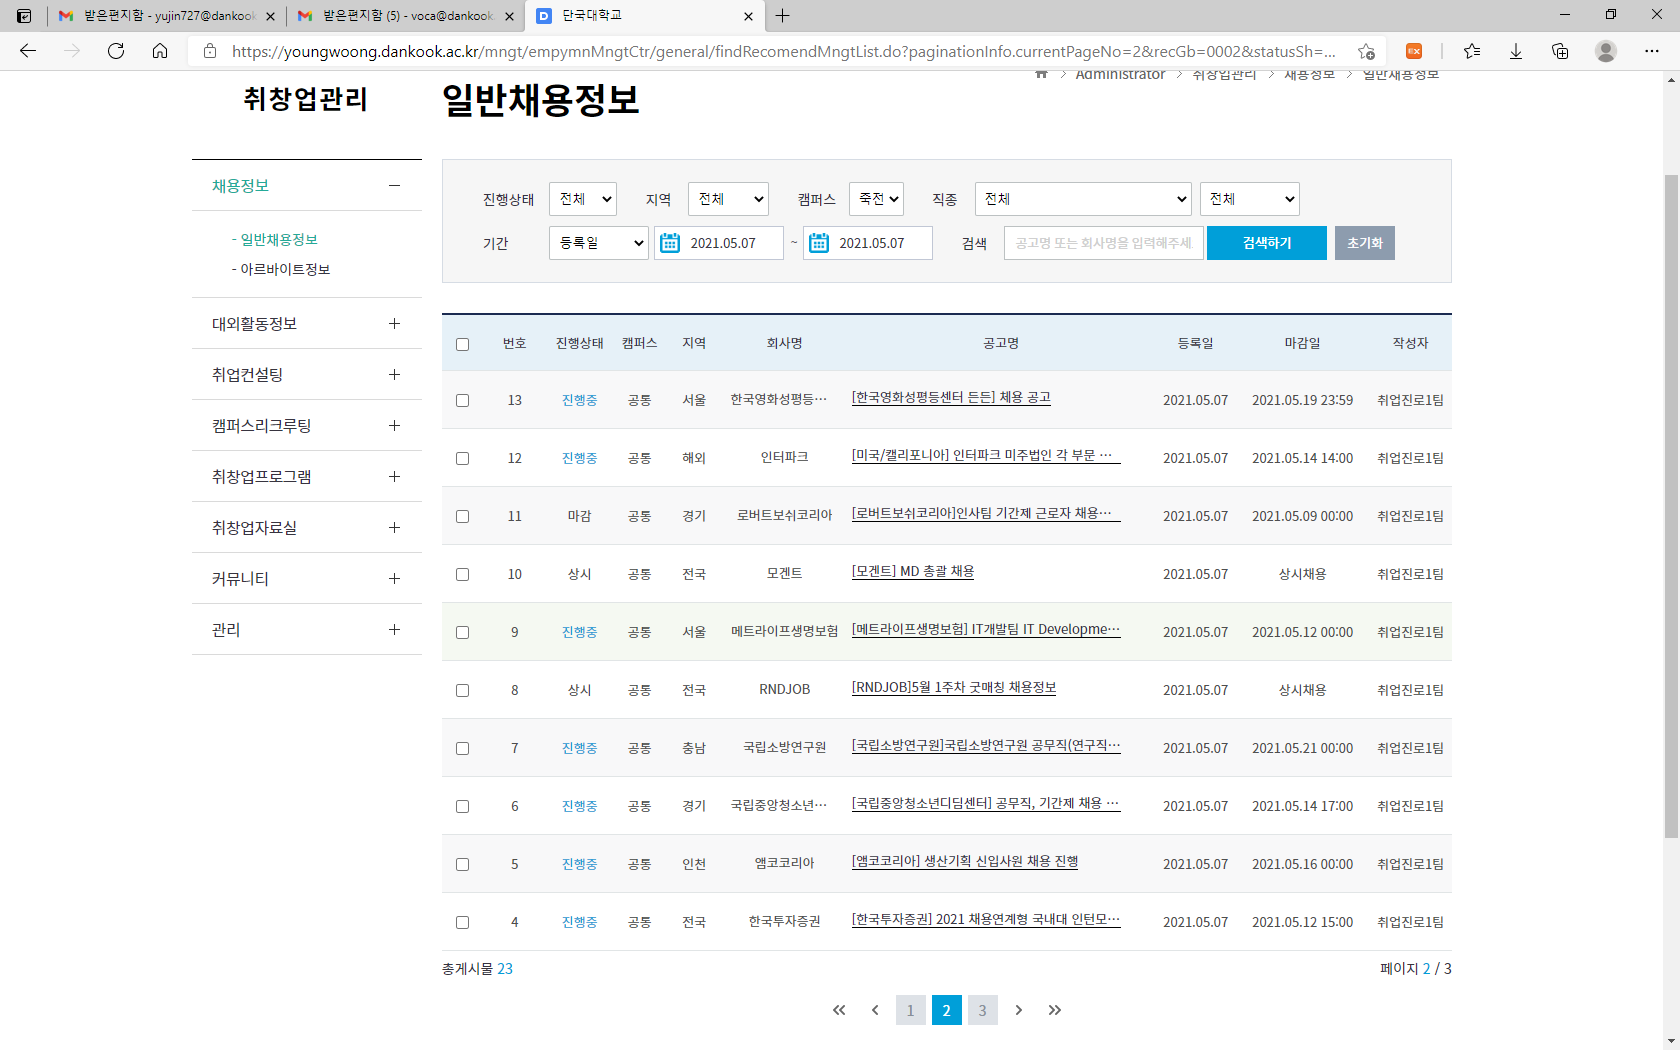 받은편지함 - yujin727@dankook
받은편지함 (5) - voca@dankook.
단국대학교
https://youngwoong.dankook.ac.kr/mngt/empymnMngtCtr/general/findRecomendMngtList.do?paginationInfo.currentPageNo=2&recGb=0002&statusSh=...
Administrator > 취창업관리 > 채용정보 > 일반채용정보
취창업관리
일반채용정보
채용정보
- 일반채용정보
- 아르바이트정보
대외활동정보
취업컨설팅
캠퍼스리크루팅
취창업프로그램
취창업자료실
커뮤니티
관리
진행상태 전체 지역 전체 캠퍼스 죽전 직종 전체 전체
기간 등록일 2021.05.07 ~ 2021.05.07 검색 공고명 또는 회사명을 입력해주세. 검색하기 초기화
번호 진행상태 캠퍼스 지역 회사명 공고명 등록일 마감일 작성자
13 진행중 공통 서울 한국영화성평등··· [한국영화성평등센터 든든] 체용 공고 2021.05.07 2021.05.19 23:59 취업진로1팀
12 진행중 공통 해외 인터파크 [미국/캘리포니아] 인터파크 미주법인 각 부문 ··· 2021.05.07 2021.05.14 14:00 취업진로1팀
11 마감 공통 경기 로버트보쉬코리아 [로버트보쉬코리아]인사팀 기간제 근로자 채용··· 2021.05.07 2021.05.09 00:00 취업진로1팀
10 상시 공통 전국 모겐트 [모겐트] MD 총괄 채용 2021.05.07 상시채용 취업진로1팀
9 진행중 공통 서울 메트라이프생명보험 [메트라이프생명보험] IT개발팀 IT Developme··· 2021.05.07 2021.05.12 00:00 취업진로1팀
8 상시 공통 전국 RNDJOB [RNDJOB]5월 1주차 굿매칭 채용정보 2021.05.07 상시채용 취업진로1팀
7 진행중 공통 충남 국립소방연구원 [국립소방연구원]국립소방연구원 공무직(연구직··· 2021.05.07 2021.05.21 00:00 취업진로1팀
6 진행중 공통 경기 국립중앙청소년··· [국립중앙청소년디딤센터] 공무직, 기간제 채용 ··· 2021.05.07 2021.05.14 17:00 취업진로1팀
5 진행중 공통 인천 앰코코리아 [앰코코리아] 생산기획 신입사원 채용 진행 2021.05.07 2021.05.16 00:00 취업진로1팀
4 진행중 공통 전국 한국투자증권 [한국투자증권] 2021 채용연계형 국내대 인턴모··· 2021.05.07 2021.05.12 15:00 취업진로1팀
총게시물 23 페이지 2 / 3
1 2 3